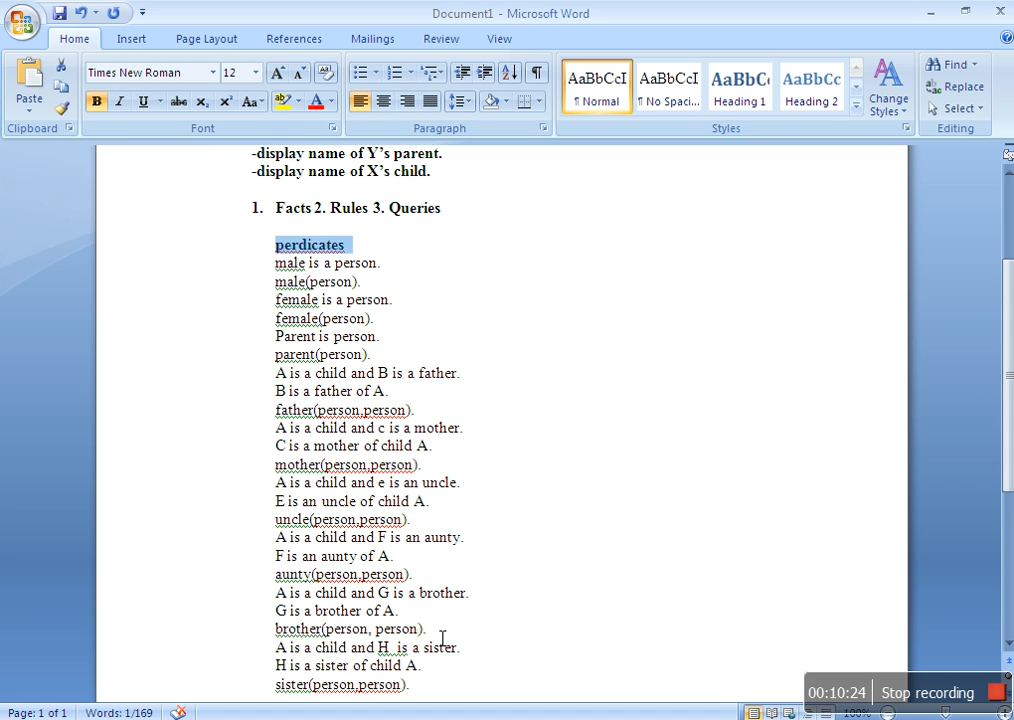 Document1 - Microsoft Word
Home Insert Page Layout References Mailings Review View
Paste
Clipboard
Times New Roman 12
B I U abc X₂ X² Aa A
Font
Paragraph
AaBbCcI AaBbCcI AaBbC AaBbCc
¶ Normal ¶ No Spaci... Heading 1 Heading 2
Change Styles
Styles
Find
Replace
Select
Editing
-display name of Y’s parent.
-display name of X’s child.
1. Facts 2. Rules 3. Queries
perdicates
male is a person.
male(person).
female is a person.
female(person).
Parent is person.
parent(person).
A is a child and B is a father.
B is a father of A.
father(person,person).
A is a child and c is a mother.
C is a mother of child A.
mother(person,person).
A is a child and e is an uncle.
E is an uncle of child A.
uncle(person,person).
A is a child and F is an aunty.
F is an aunty of A.
aunty(person,person).
A is a child and G is a brother.
G is a brother of A.
brother(person, person).
A is a child and H  is a sister.
H is a sister of child A.
sister(person,person).
00:10:24 Stop recording
Page: 1 of 1 Words: 1/169 100%